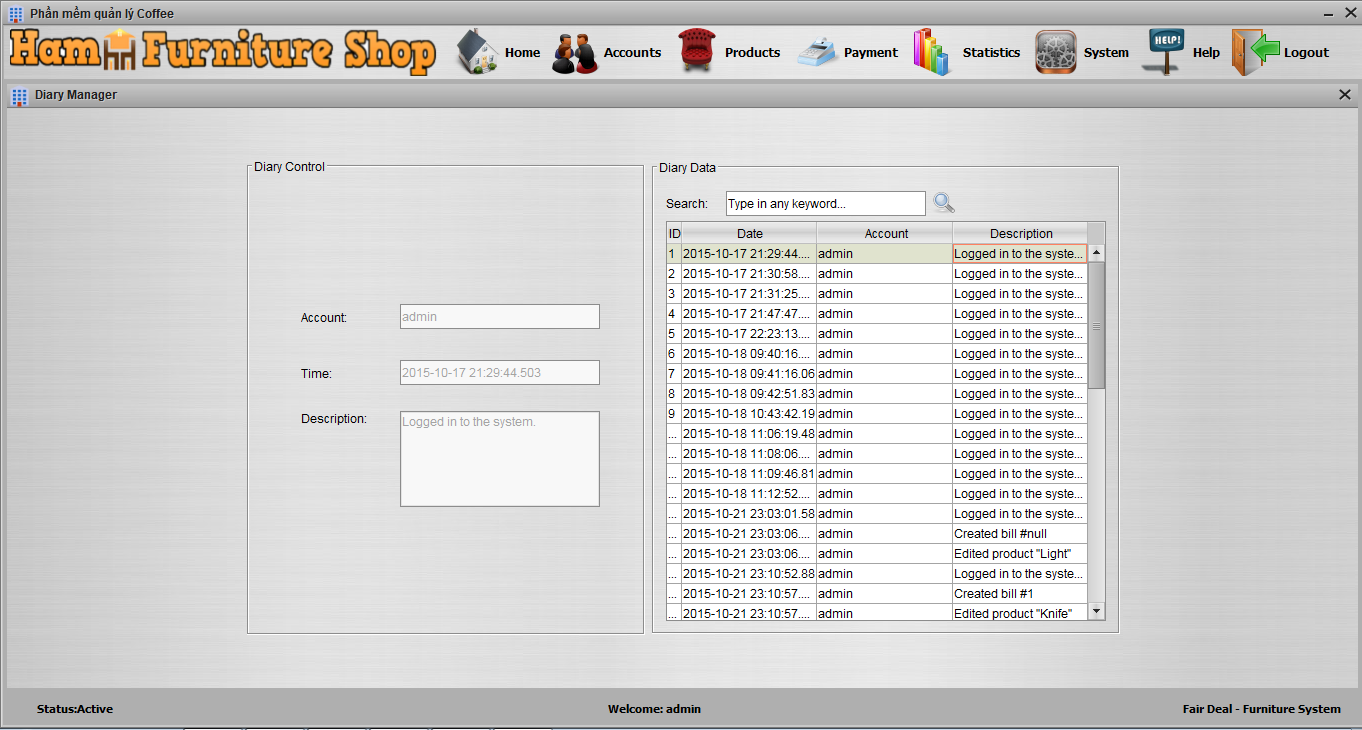 Phần mềm quản lý Coffee
Ham Furniture Shop Home Accounts Products Payment Statistics System HELP! Help Logout
Diary Manager
Diary Control
Account: admin
Time: 2015-10-17 21:29:44.503
Description: Logged in to the system.
Diary Data
Search: Type in any keyword...
ID Date Account Description
1 2015-10-17 21:29:44.... admin Logged in to the syste...
2 2015-10-17 21:30:58.... admin Logged in to the syste...
3 2015-10-17 21:31:25.... admin Logged in to the syste...
4 2015-10-17 21:47:47.... admin Logged in to the syste...
5 2015-10-17 22:23:13.... admin Logged in to the syste...
6 2015-10-18 09:40:16.... admin Logged in to the syste...
7 2015-10-18 09:41:16.06 admin Logged in to the syste...
8 2015-10-18 09:42:51.83 admin Logged in to the syste...
9 2015-10-18 10:43:42.19 admin Logged in to the syste...
... 2015-10-18 11:06:19.48 admin Logged in to the syste...
... 2015-10-18 11:08:06.... admin Logged in to the syste...
... 2015-10-18 11:09:46.81 admin Logged in to the syste...
... 2015-10-18 11:12:52.... admin Logged in to the syste...
... 2015-10-21 23:03:01.58 admin Logged in to the syste...
... 2015-10-21 23:03:06.... admin Created bill #null
... 2015-10-21 23:03:06.... admin Edited product "Light"
... 2015-10-21 23:10:52.88 admin Logged in to the syste...
... 2015-10-21 23:10:57.... admin Created bill #1
... 2015-10-21 23:10:57.... admin Edited product "Knife"
Status:Active Welcome: admin Fair Deal - Furniture System